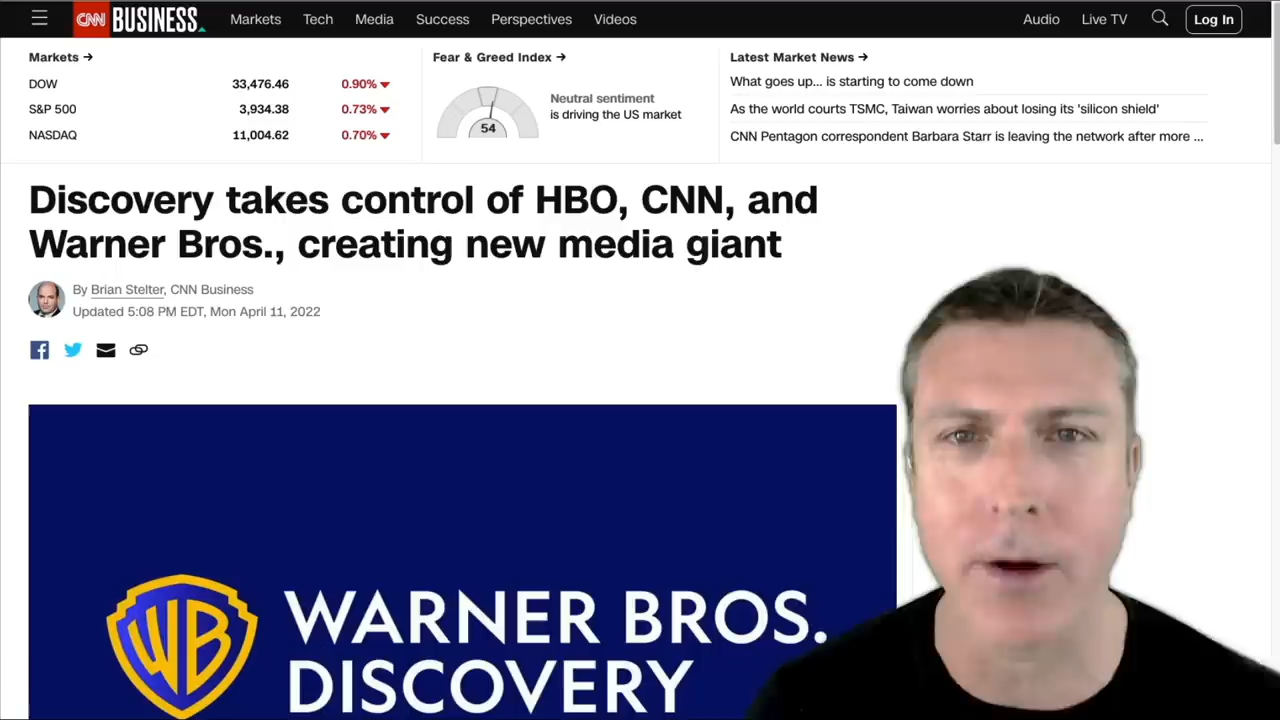 CNN BUSINESS
Markets Tech Media Success Perspectives Videos
Audio Live TV Log In
Markets →
DOW 33,476.46 0.90%
S&P 500 3,934.38 0.73%
NASDAQ 11,004.62 0.70%
Fear & Greed Index →
54
Neutral sentiment
is driving the US market
Latest Market News →
What goes up... is starting to come down
As the world courts TSMC, Taiwan worries about losing its 'silicon shield'
CNN Pentagon correspondent Barbara Starr is leaving the network after more ...
Discovery takes control of HBO, CNN, and
Warner Bros., creating new media giant
By Brian Stelter, CNN Business
Updated 5:08 PM EDT, Mon April 11, 2022
WB
WARNER BROS.
DISCOVERY